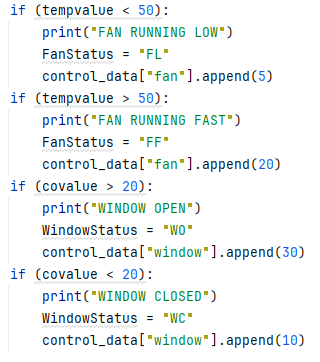 if (tempvalue < 50):
    print("FAN RUNNING LOW")
    FanStatus = "FL"
    control_data["fan"].append(5)
if (tempvalue > 50):
    print("FAN RUNNING FAST")
    FanStatus = "FF"
    control_data["fan"].append(20)
if (covalue > 20):
    print("WINDOW OPEN")
    WindowStatus = "WO"
    control_data["window"].append(30)
if (covalue < 20):
    print("WINDOW CLOSED")
    WindowStatus = "WC"
    control_data["window"].append(10)